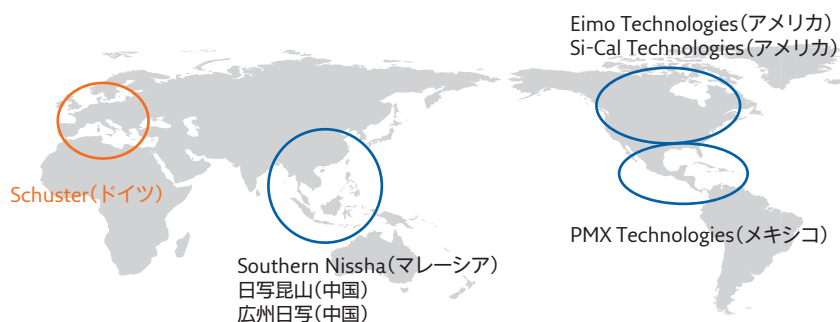 Eimo Technologies(アメリカ)
Si-Cal Technologies(アメリカ)
Schuster(ドイツ)
PMX Technologies(メキシコ)
Southern Nissha(マレーシア)
日写昆山(中国)
広州日写(中国)